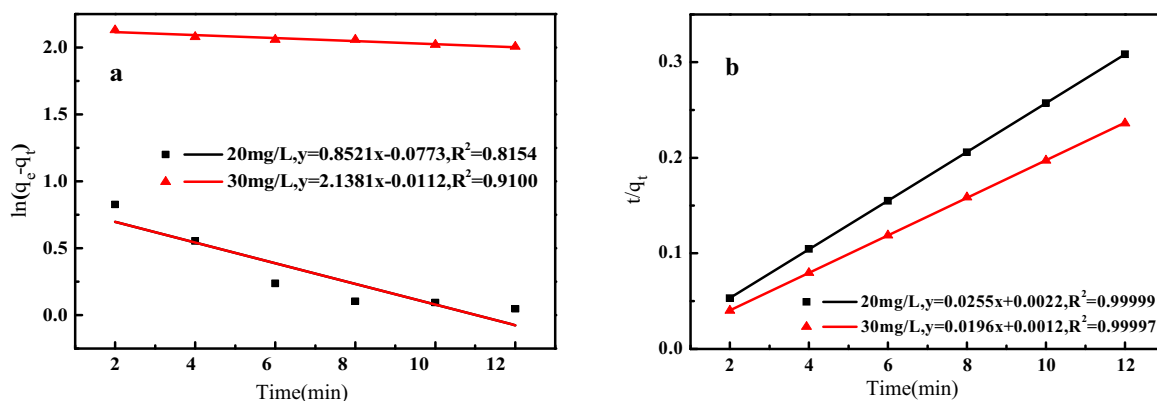 a
2.0
1.5
1.0
0.5
0.0
ln(q_e-q_t)
20mg/L,y=0.8521x-0.0773,R²=0.8154
30mg/L,y=2.1381x-0.0112,R²=0.9100
2 4 6 8 10 12
Time(min)
b
0.3
0.2
0.1
0.0
t/q_t
20mg/L,y=0.0255x+0.0022,R²=0.99999
30mg/L,y=0.0196x+0.0012,R²=0.99997
2 4 6 8 10 12
Time(min)